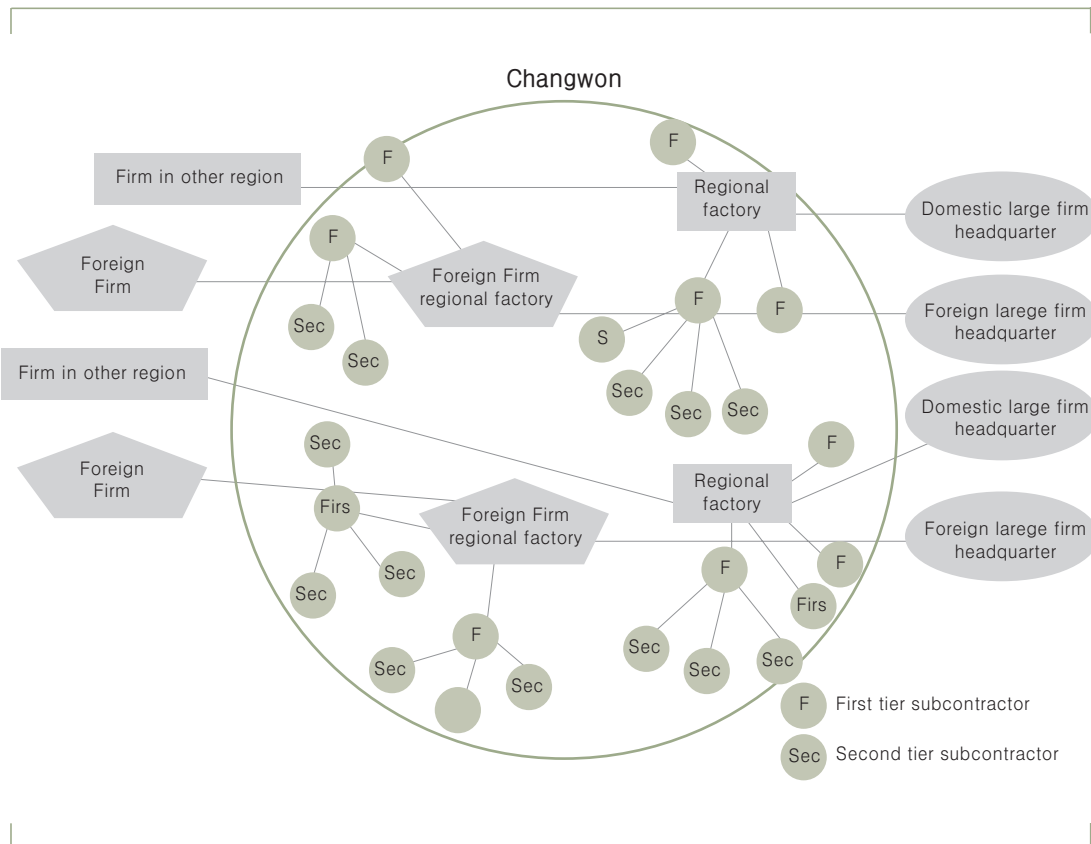 Changwon
F
F
Firm in other region
Regional
factory
Domestic large firm
headquarter
F
Foreign
Firm
Foreign Firm
regional factory
F
F
Foreign larege firm
headquarter
Sec
S
Sec
Firm in other region
Sec
Sec
Sec
Domestic large firm
headquarter
Sec
F
Foreign
Firm
Regional
factory
Firs
Foreign Firm
regional factory
Foreign larege firm
headquarter
F
F
Sec
Sec
Firs
F
Sec
Sec
Sec
Sec
Sec
Sec
F
First tier subcontractor
Sec
Second tier subcontractor